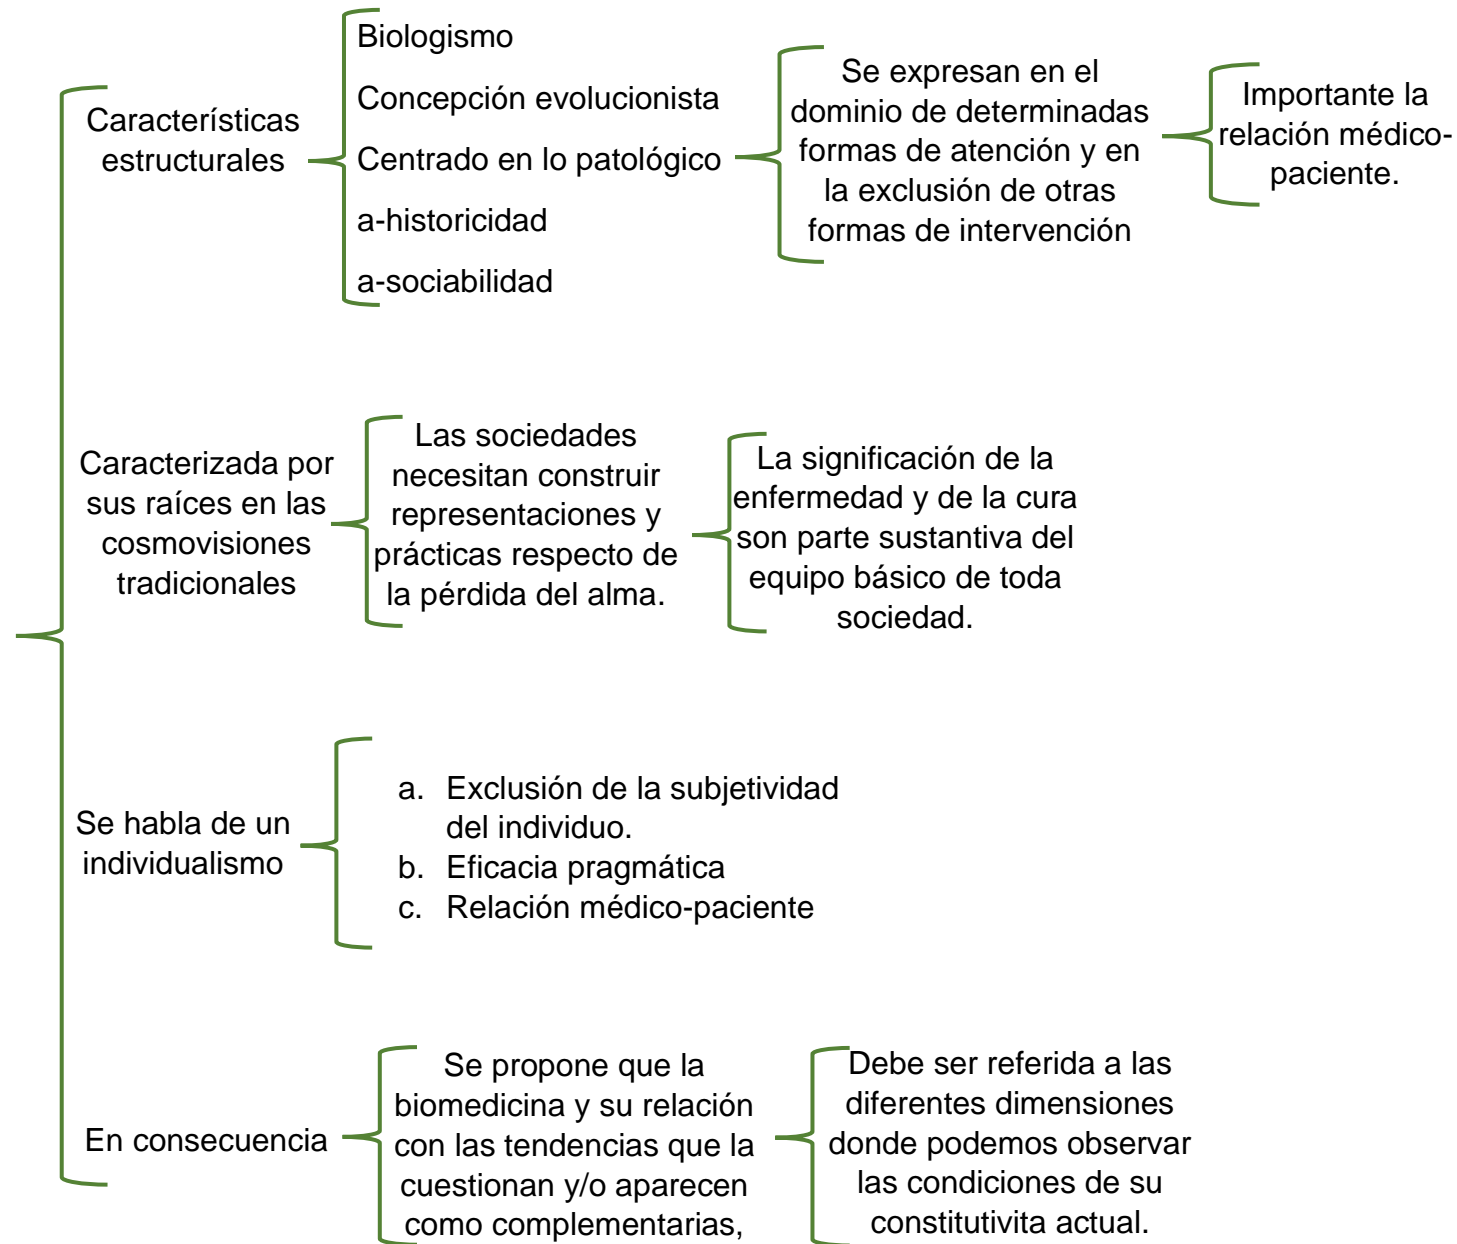 Características
estructurales
Biologismo
Concepción evolucionista
Centrado en lo patológico
a-historicidad
a-sociabilidad
Se expresan en el
dominio de determinadas
formas de atención y en
la exclusión de otras
formas de intervención
Importante la
relación médico-
paciente.
Caracterizada por
sus raíces en las
cosmovisiones
tradicionales
Las sociedades
necesitan construir
representaciones y
prácticas respecto de
la pérdida del alma.
La significación de la
enfermedad y de la cura
son parte sustantiva del
equipo básico de toda
sociedad.
Se habla de un
individualismo
a. Exclusión de la subjetividad
del individuo.
b. Eficacia pragmática
c. Relación médico-paciente
En consecuencia
Se propone que la
biomedicina y su relación
con las tendencias que la
cuestionan y/o aparecen
como complementarias,
Debe ser referida a las
diferentes dimensiones
donde podemos observar
las condiciones de su
constitutivita actual.